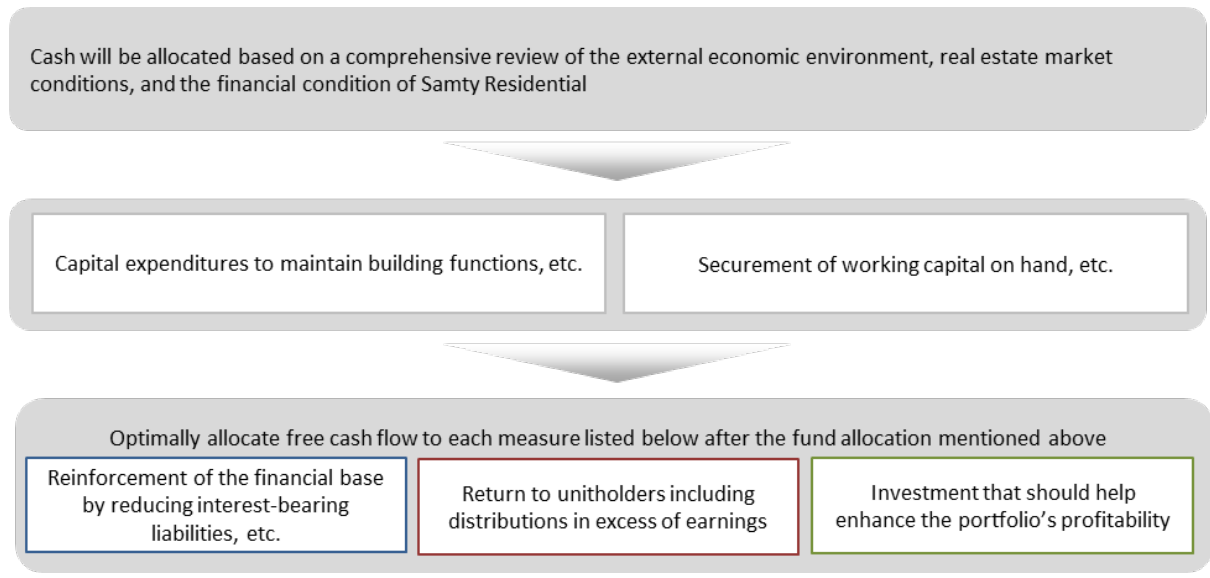 Cash will be allocated based on a comprehensive review of the external economic environment, real estate market
conditions, and the financial condition of Samty Residential
Capital expenditures to maintain building functions, etc.
Securement of working capital on hand, etc.
Optimally allocate free cash flow to each measure listed below after the fund allocation mentioned above
Reinforcement of the financial base
by reducing interest-bearing
liabilities, etc.
Return to unitholders including
distributions in excess of earnings
Investment that should help
enhance the portfolio’s profitability